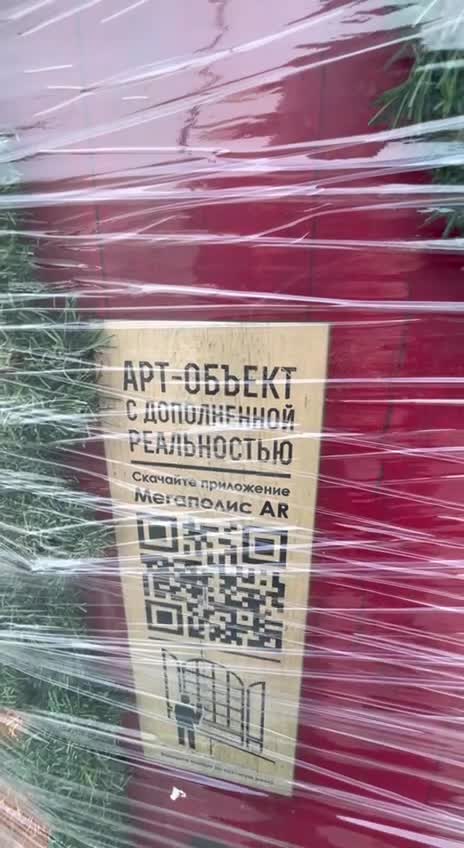 АРТ-ОБЪЕКТ
С ДОПОЛНЕННОЙ
РЕАЛЬНОСТЬЮ
Скачайте приложение
Мегаполис AR